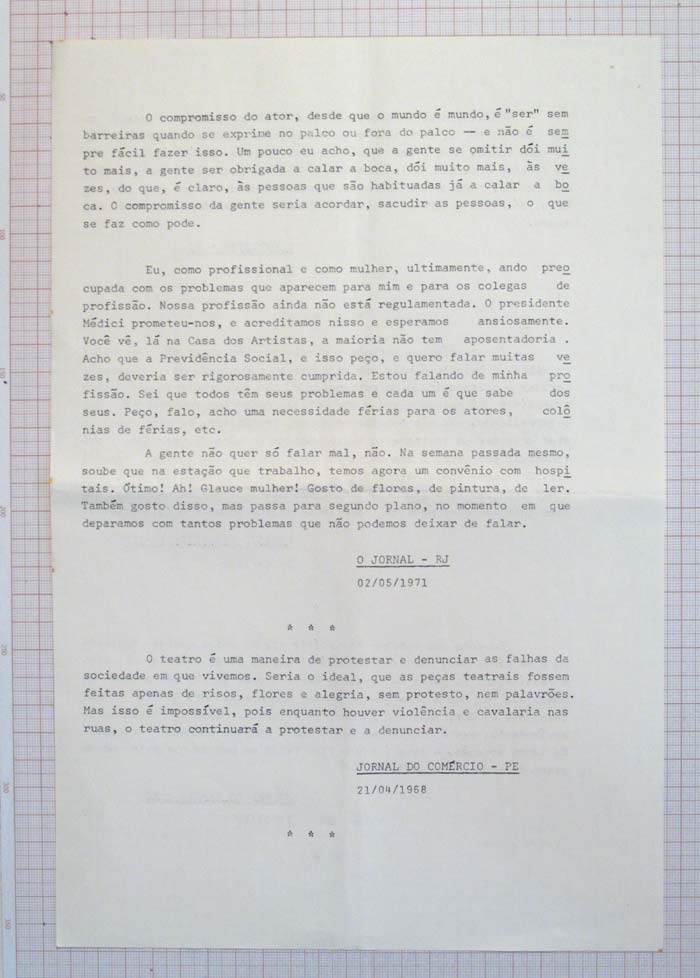 O compromisso do ator, desde que o mundo é mundo, é "ser" sem
barreiras quando se exprime no palco ou fora do palco — e não é sem
pre fácil fazer isso. Um pouco eu acho, que a gente se omitir dói mui
to mais, a gente ser obrigada a calar a boca, dói muito mais, às ve
zes, do que, é claro, às pessoas que são habituadas já a calar a bo
ca. O compromisso da gente seria acordar, sacudir as pessoas, o que
se faz como pode.
Eu, como profissional e como mulher, ultimamente, ando preo
cupada com os problemas que aparecem para mim e para os colegas de
profissão. Nossa profissão ainda não está regulamentada. O presidente
Médici prometeu-nos, e acreditamos nisso e esperamos ansiosamente.
Você vê, lá na Casa dos Artistas, a maioria não tem aposentadoria .
Acho que a Previdência Social, e isso peço, e quero falar muitas ve
zes, deveria ser rigorosamente cumprida. Estou falando de minha pro
fissão. Sei que todos têm seus problemas e cada um é que sabe dos
seus. Peço, falo, acho uma necessidade férias para os atores, colô
nias de férias, etc.
A gente não quer só falar mal, não. Na semana passada mesmo,
soube que na estação que trabalho, temos agora um convênio com hospi
tais. Ótimo! Ah! Glauce mulher! Gosto de flores, de pintura, de ler.
Também gosto disso, mas passa para segundo plano, no momento em que
deparamos com tantos problemas que não podemos deixar de falar.
O JORNAL - RJ
02/05/1971
* * *
O teatro é uma maneira de protestar e denunciar as falhas da
sociedade em que vivemos. Seria o ideal, que as peças teatrais fossem
feitas apenas de risos, flores e alegria, sem protesto, nem palavrões.
Mas isso é impossível, pois enquanto houver violência e cavalaria nas
ruas, o teatro continuará a protestar e a denunciar.
JORNAL DO COMÉRCIO - PE
21/04/1968
* * *